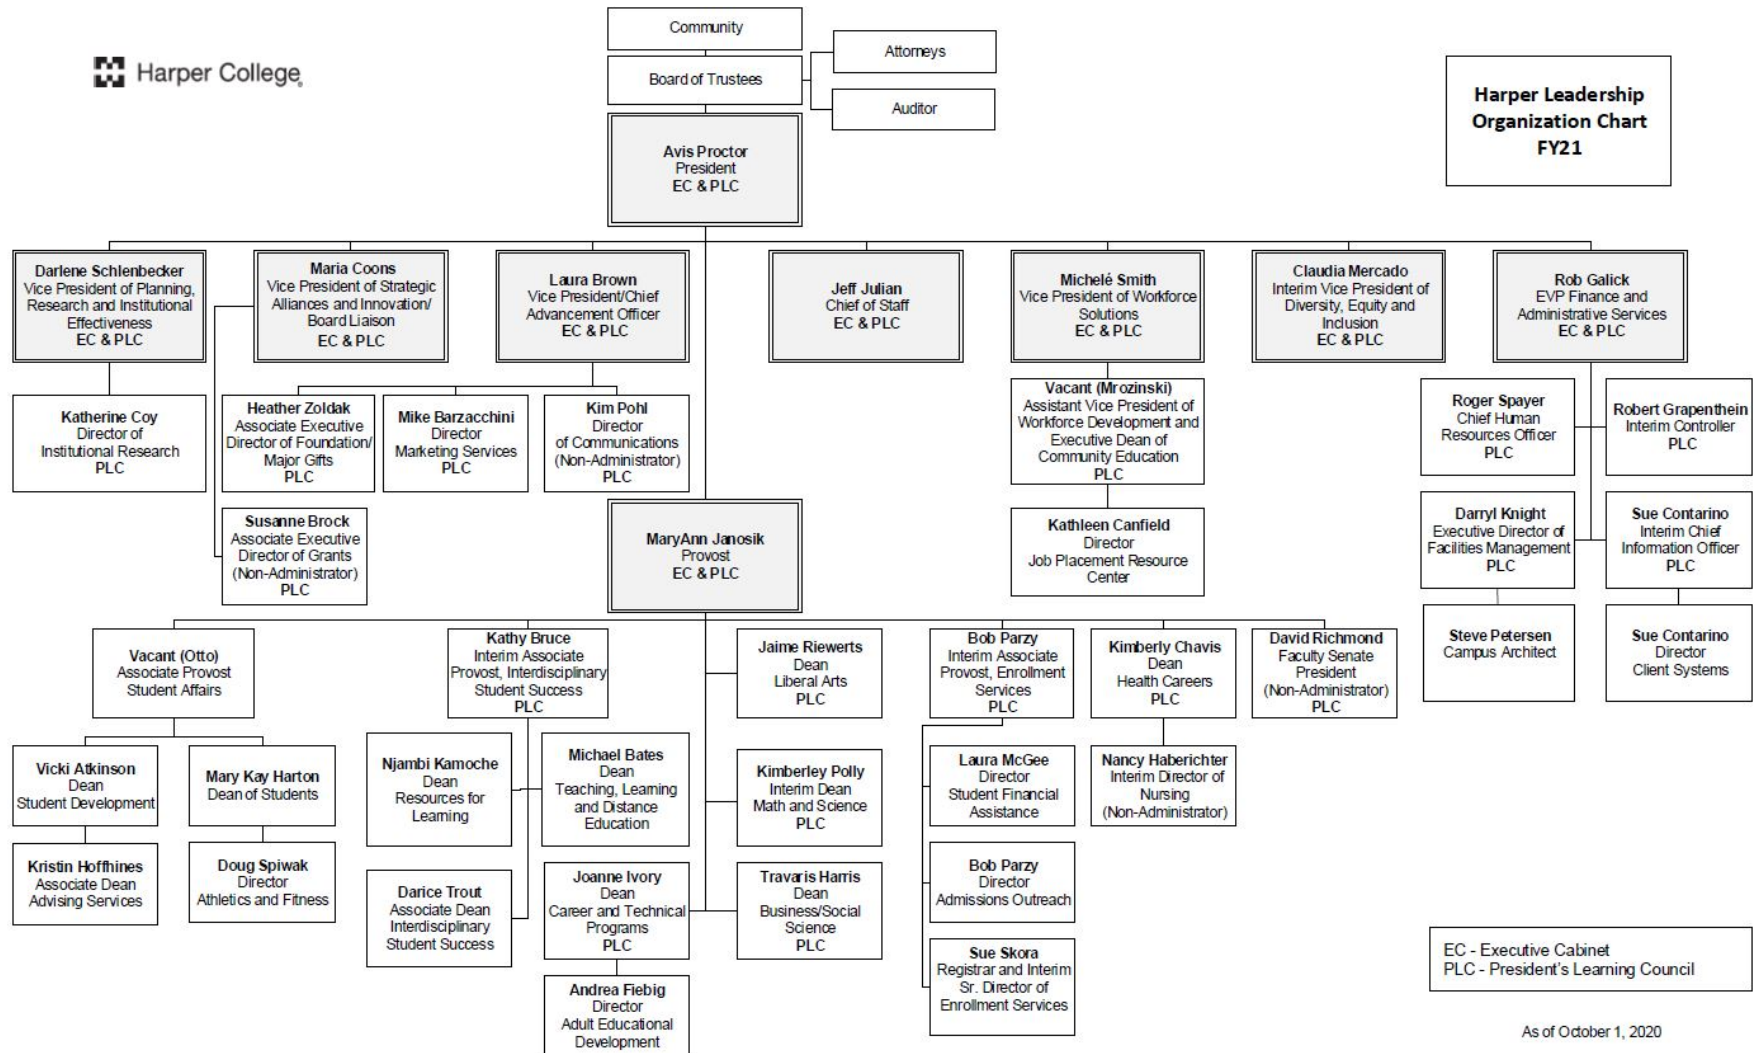 Harper College
Community
Board of Trustees
Attorneys
Auditor
Harper Leadership
Organization Chart
FY21
Avis Proctor
President
EC & PLC
Darlene Schlenbecker
Vice President of Planning,
Research and Institutional
Effectiveness
EC & PLC
Maria Coons
Vice President of Strategic
Alliances and Innovation/
Board Liaison
EC & PLC
Laura Brown
Vice President/Chief
Advancement Officer
EC & PLC
Jeff Julian
Chief of Staff
EC & PLC
Michelé Smith
Vice President of Workforce
Solutions
EC & PLC
Claudia Mercado
Interim Vice President of
Diversity, Equity and
Inclusion
EC & PLC
Rob Galick
EVP Finance and
Administrative Services
EC & PLC
Katherine Coy
Director of
Institutional Research
PLC
Heather Zoldak
Associate Executive
Director of Foundation/
Major Gifts
PLC
Mike Barzacchini
Director
Marketing Services
PLC
Kim Pohl
Director
of Communications
(Non-Administrator)
PLC
Vacant (Mrozinski)
Assistant Vice President of
Workforce Development and
Executive Dean of
Community Education
PLC
Roger Spayer
Chief Human
Resources Officer
PLC
Robert Grapenthein
Interim Controller
PLC
Susanne Brock
Associate Executive
Director of Grants
(Non-Administrator)
PLC
MaryAnn Janosik
Provost
EC & PLC
Kathleen Canfield
Director
Job Placement Resource
Center
Darryl Knight
Executive Director of
Facilities Management
PLC
Sue Contarino
Interim Chief
Information Officer
PLC
Vacant (Otto)
Associate Provost
Student Affairs
Kathy Bruce
Interim Associate
Provost, Interdisciplinary
Student Success
PLC
Jaime Riewerts
Dean
Liberal Arts
PLC
Bob Parzy
Interim Associate
Provost, Enrollment
Services
PLC
Kimberly Chavis
Dean
Health Careers
PLC
David Richmond
Faculty Senate
President
(Non-Administrator)
PLC
Steve Petersen
Campus Architect
Sue Contarino
Director
Client Systems
Vicki Atkinson
Dean
Student Development
Mary Kay Harton
Dean of Students
Njambi Kamoche
Dean
Resources for
Learning
Michael Bates
Dean
Teaching, Learning
and Distance
Education
Kimberley Polly
Interim Dean
Math and Science
PLC
Laura McGee
Director
Student Financial
Assistance
Nancy Haberichter
Interim Director of
Nursing
(Non-Administrator)
Kristin Hoffhines
Associate Dean
Advising Services
Doug Spiwak
Director
Athletics and Fitness
Darice Trout
Associate Dean
Interdisciplinary
Student Success
Joanne Ivory
Dean
Career and Technical
Programs
PLC
Travaris Harris
Dean
Business/Social
Science
PLC
Bob Parzy
Director
Admissions Outreach
Sue Skora
Registrar and Interim
Sr. Director of
Enrollment Services
Andrea Fiebig
Director
Adult Educational
Development
EC - Executive Cabinet
PLC - President's Learning Council
As of October 1, 2020